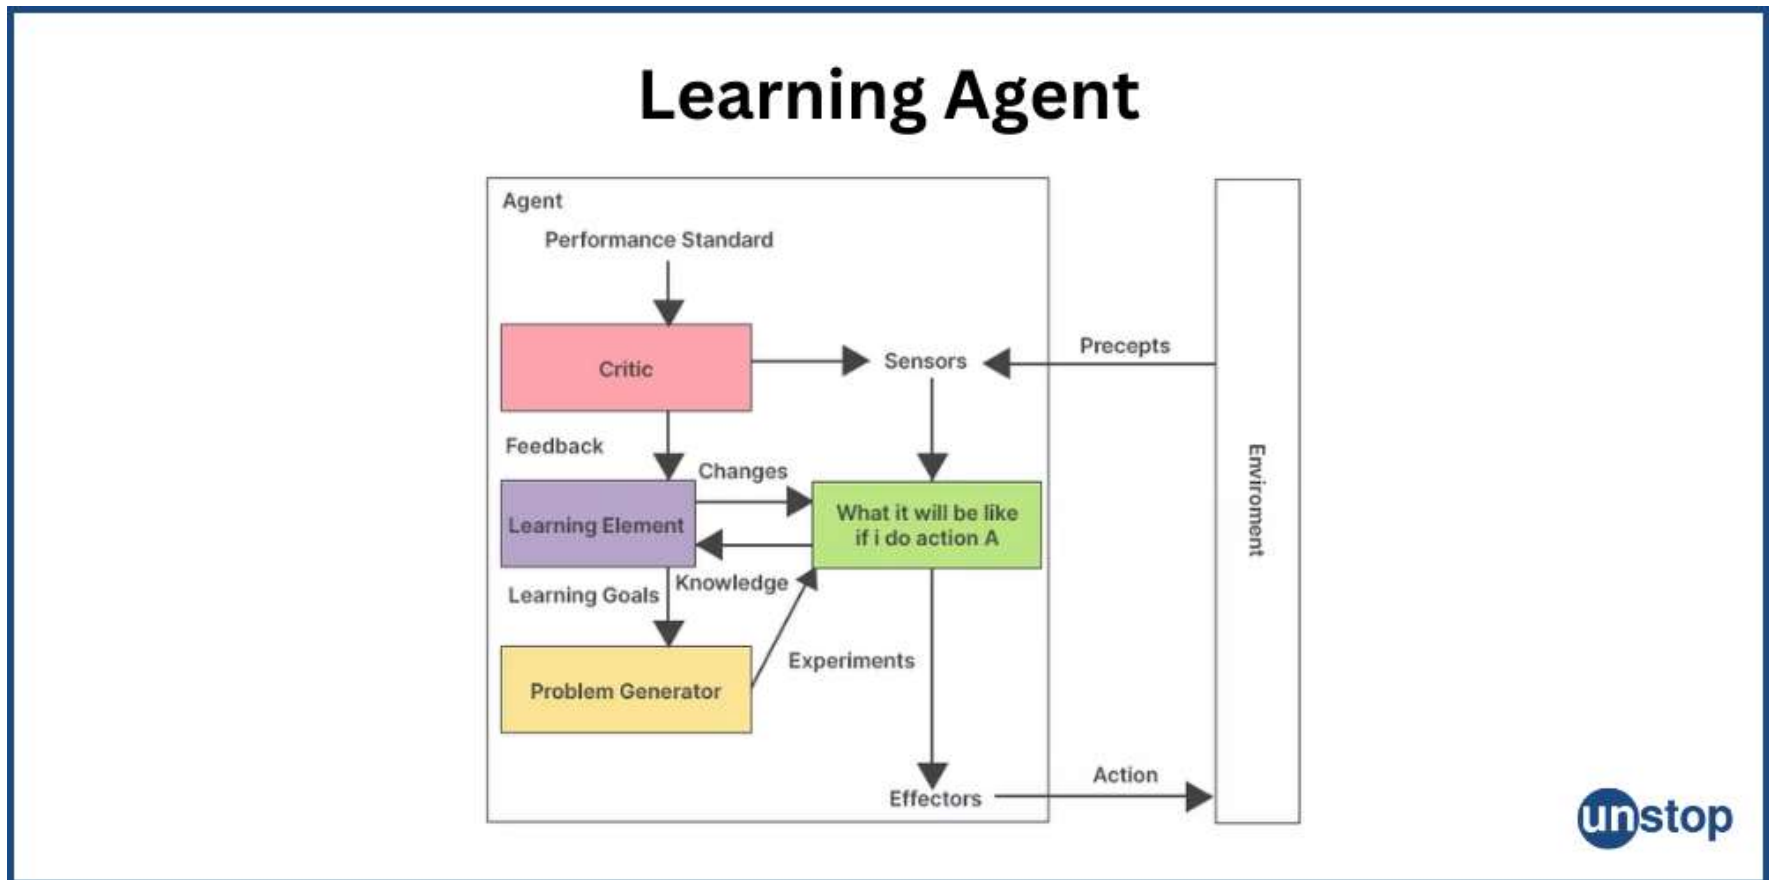 Learning Agent
Agent
Performance Standard
Critic
Sensors
Precepts
Feedback
Changes
Learning Element
What it will be like
if i do action A
Enviroment
Knowledge
Learning Goals
Experiments
Problem Generator
Action
Effectors
unstop